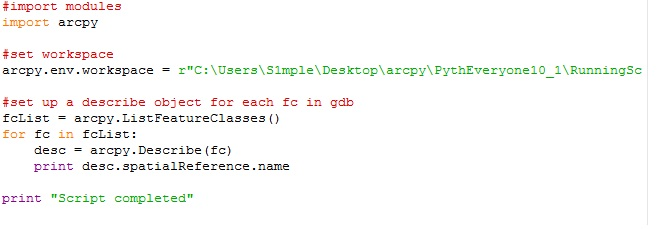 #import modules
import arcpy
#set workspace
arcpy.env.workspace = r"C:\Users\S1mple\Desktop\arcpy\PythEveryone10_1\RunningSc
#set up a describe object for each fc in gdb
fcList = arcpy.ListFeatureClasses()
for fc in fcList:
    desc = arcpy.Describe(fc)
    print desc.spatialReference.name
print "Script completed"